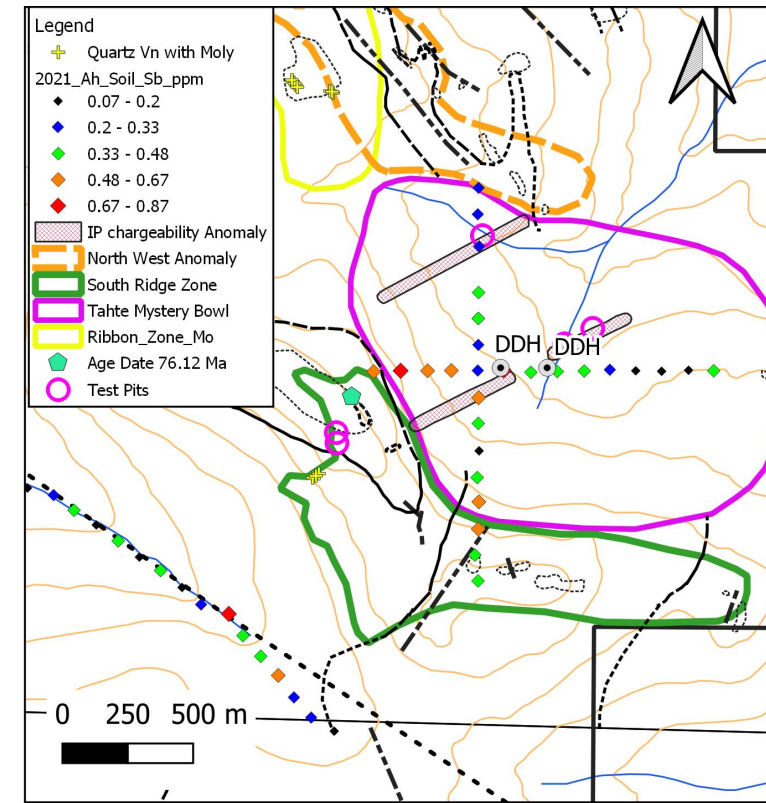 Legend
Quartz Vn with Moly
2021_Ah_Soil_Sb_ppm
0.07 - 0.2
0.2 - 0.33
0.33 - 0.48
0.48 - 0.67
0.67 - 0.87
IP chargeability Anomaly
North West Anomaly
South Ridge Zone
Tahte Mystery Bowl
Ribbon_Zone_Mo
Age Date 76.12 Ma
Test Pits
DDH DDH
0 250 500 m